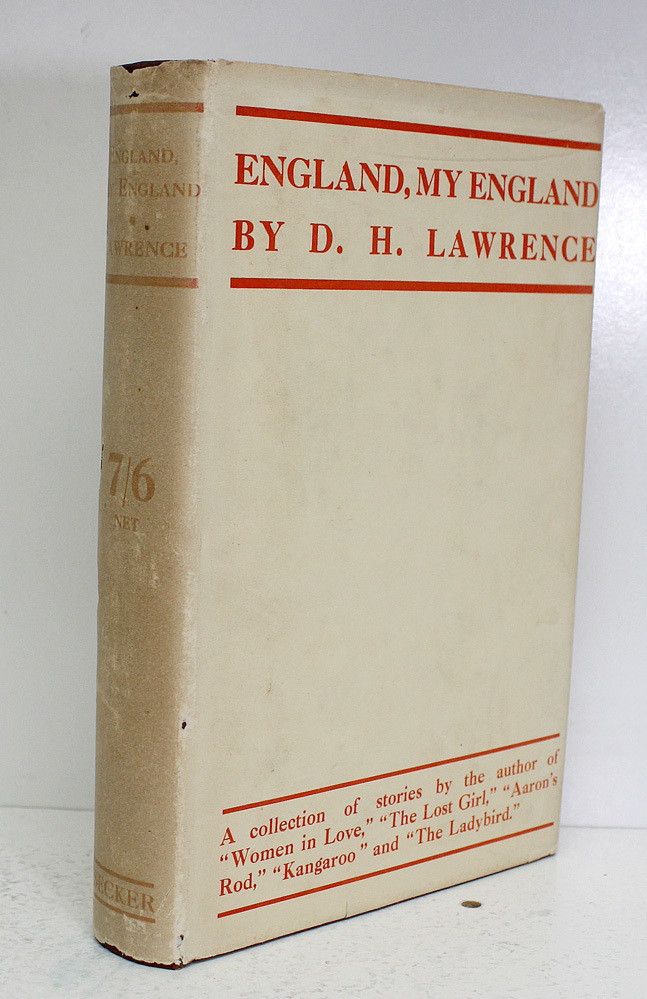 ENGLAND, MY ENGLAND
BY D. H. LAWRENCE
A collection of stories by the author of
“Women in Love,” “The Lost Girl,” “Aaron’s
Rod,” “Kangaroo” and “The Ladybird.”
ENGLAND,
MY ENGLAND
LAWRENCE
7/6
NET
SECKER